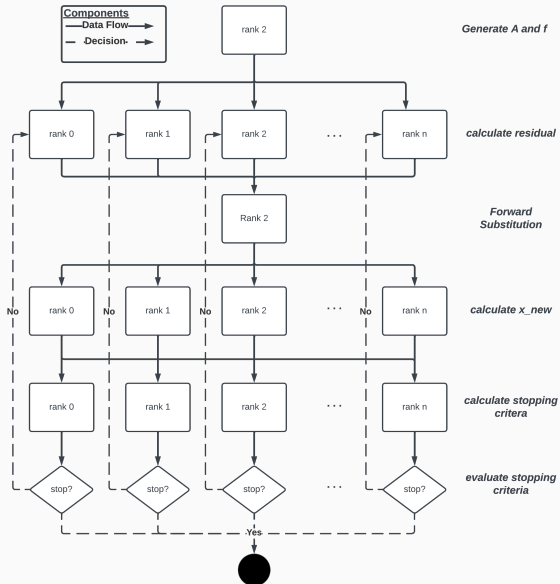 Components
Data Flow
Decision
rank 2
Generate A and f
rank 0
rank 1
rank 2
...
rank n
calculate residual
Rank 2
Forward
Substitution
No
No
No
No
rank 0
rank 1
rank 2
...
rank n
calculate x_new
rank 0
rank 1
rank 2
...
rank n
calculate stopping
critera
stop?
stop?
stop?
...
stop?
evaluate stopping
criteria
Yes